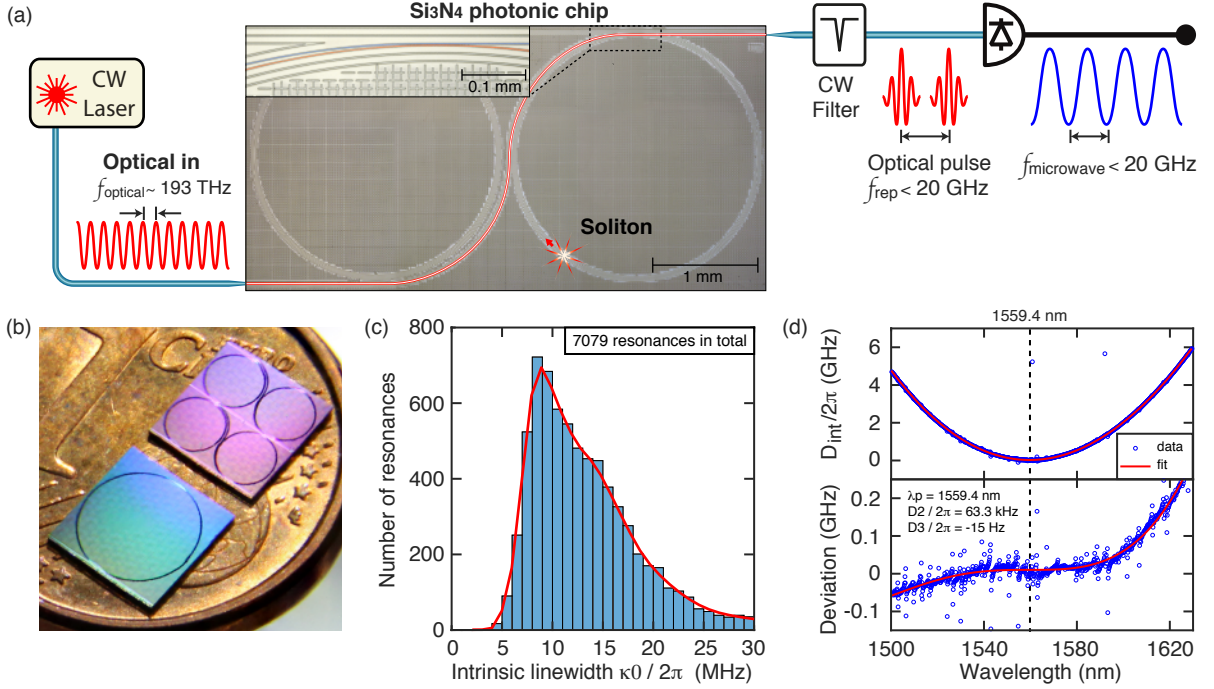 (a)
Si3N4 photonic chip
CW
Laser
Optical in
foptical~ 193 THz
0.1 mm
Soliton
1 mm
CW
Filter
Optical pulse
frep < 20 GHz
fmicrowave < 20 GHz
(b)
(c)
800
600
400
200
0
Number of resonances
7079 resonances in total
0
5
10
15
20
25
30
Intrinsic linewidth κ0 / 2π (MHz)
(d)
1559.4 nm
6
4
2
0
Dint/2π (GHz)
data
fit
0.2
0.1
0
-0.1
Deviation (GHz)
λp = 1559.4 nm
D2 / 2π = 63.3 kHz
D3 / 2π = -15 Hz
1500
1540
1580
1620
Wavelength (nm)